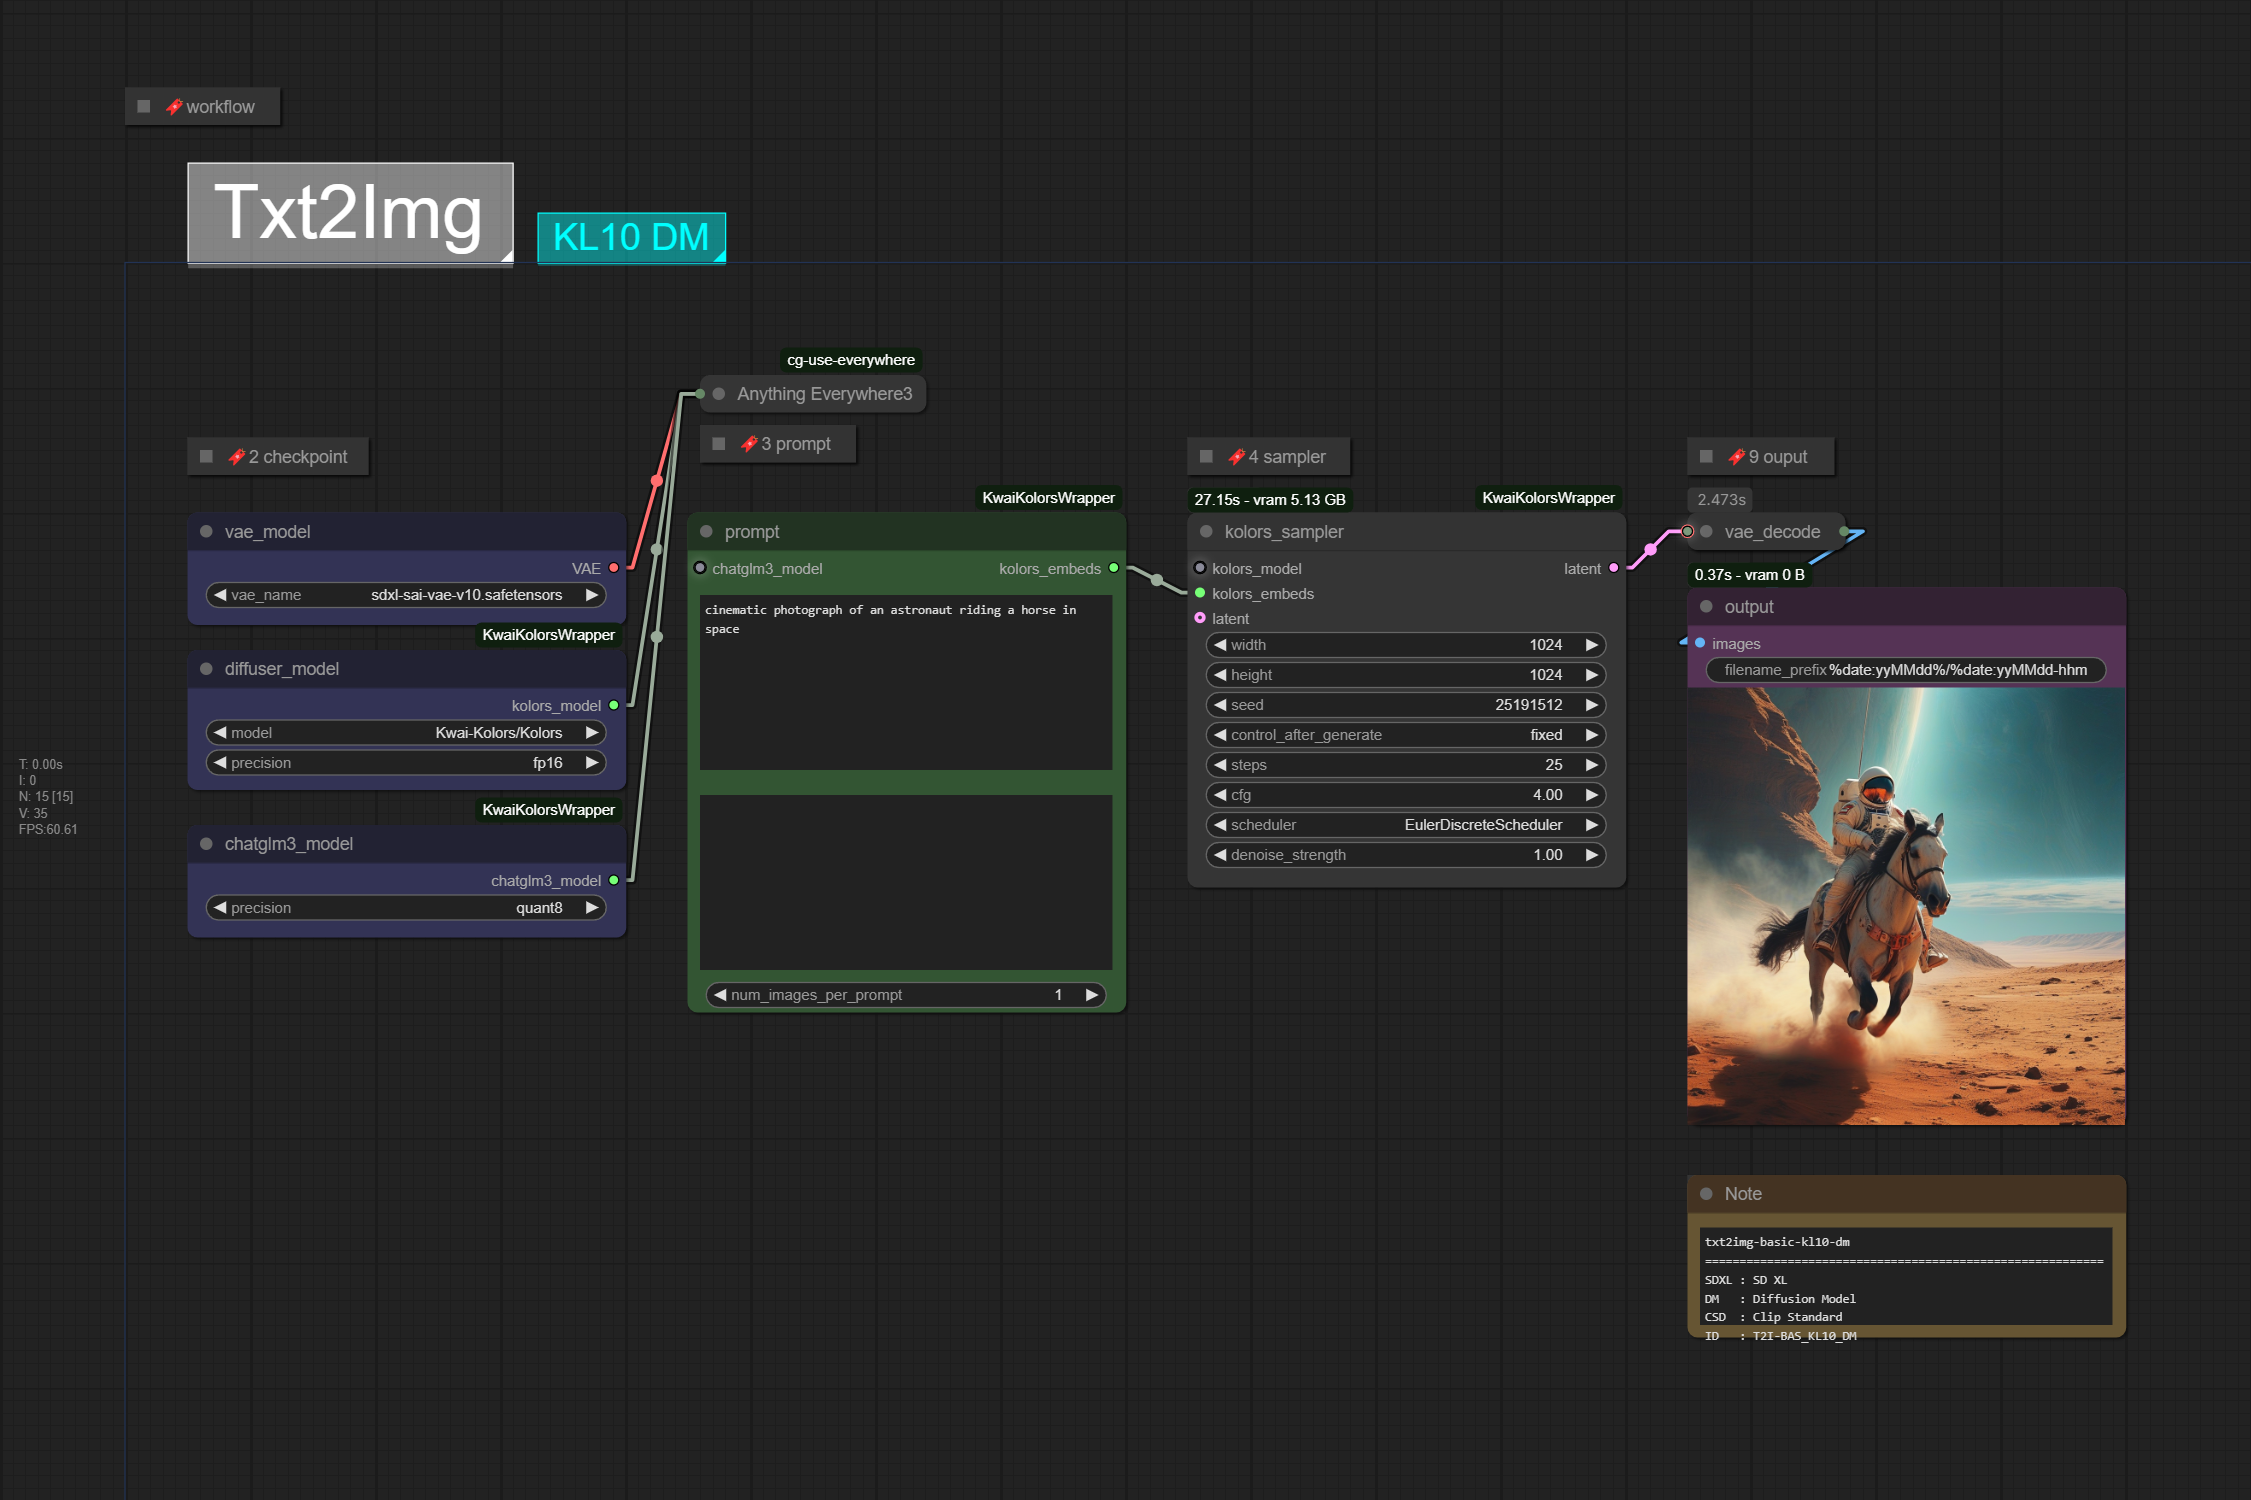 workflow
Txt2Img
KL10 DM
cg-use-everywhere
Anything Everywhere3
2 checkpoint
3 prompt
4 sampler
9 ouput
vae_model
VAE
vae_name sdxl-sai-vae-v10.safetensors
KwaiKolorsWrapper
diffuser_model
kolors_model
model Kwai-Kolors/Kolors
precision fp16
KwaiKolorsWrapper
chatglm3_model
chatglm3_model
precision quant8
T: 0.00s
I: 0
N: 15 [15]
V: 35
FPS:60.61
KwaiKolorsWrapper
prompt
chatglm3_model kolors_embeds
cinematic photograph of an astronaut riding a horse in
space
num_images_per_prompt 1
27.15s - vram 5.13 GB KwaiKolorsWrapper
kolors_sampler
kolors_model latent
kolors_embeds
latent
width 1024
height 1024
seed 25191512
control_after_generate fixed
steps 25
cfg 4.00
scheduler EulerDiscreteScheduler
denoise_strength 1.00
2.473s
vae_decode
0.37s - vram 0 B
output
images
filename_prefix %date:yyMMdd%/%date:yyMMdd-hhm
Note
txt2img-basic-kl10-dm
==========================================================
SDXL : SD XL
DM : Diffusion Model
CSD : Clip Standard
ID : T2I-BAS_KL10_DM